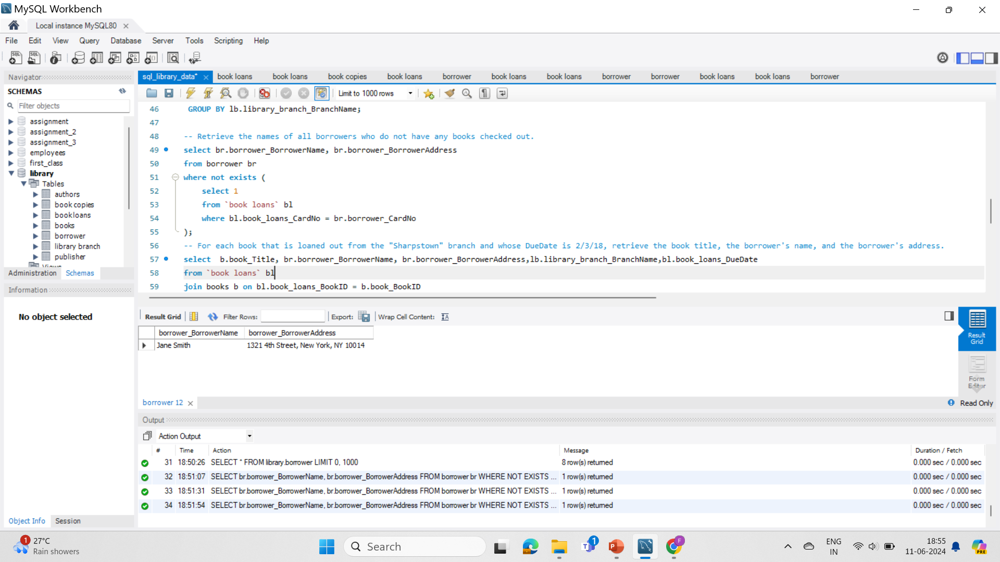 MySQL Workbench
Local instance MySQL80
File Edit View Query Database Server Tools Scripting Help
Navigator
SCHEMAS
Filter objects
assignment
assignment_2
assignment_3
employees
first_class
library
Tables
authors
book copies
book loans
books
borrower
library branch
publisher
Views
Administration Schemas
Information
No object selected
Object Info Session
sql_library_data* book loans book loans book copies book loans borrower book loans book loans borrower borrower book loans book loans borrower
Limit to 1000 rows
46 GROUP BY lb.library_branch_BranchName;
47
48 -- Retrieve the names of all borrowers who do not have any books checked out.
49 select br.borrower_BorrowerName, br.borrower_BorrowerAddress
50 from borrower br
51 where not exists (
52 select 1
53 from `book loans` bl
54 where bl.book_loans_CardNo = br.borrower_CardNo
55 );
56 -- For each book that is loaned out from the "Sharpstown" branch and whose DueDate is 2/3/18, retrieve the book title, the borrower's name, and the borrower's address.
57 select  b.book_Title, br.borrower_BorrowerName, br.borrower_BorrowerAddress,lb.library_branch_BranchName,bl.book_loans_DueDate
58 from `book loans` bl
59 join books b on bl.book_loans_BookID = b.book_BookID
Result Grid Filter Rows: Export: Wrap Cell Content:
borrower_BorrowerName borrower_BorrowerAddress
Jane Smith 1321 4th Street, New York, NY 10014
Result
Grid
Form
Editor
borrower 12
Read Only
Output
Action Output
# Time Action Message Duration / Fetch
31 18:50:26 SELECT * FROM library.borrower LIMIT 0, 1000 8 row(s) returned 0.000 sec / 0.000 sec
32 18:51:07 SELECT br.borrower_BorrowerName, br.borrower_BorrowerAddress FROM borrower br WHERE NOT EXISTS ... 1 row(s) returned 0.000 sec / 0.000 sec
33 18:51:31 SELECT br.borrower_BorrowerName, br.borrower_BorrowerAddress FROM borrower br WHERE NOT EXISTS ... 1 row(s) returned 0.000 sec / 0.000 sec
34 18:51:54 SELECT br.borrower_BorrowerName, br.borrower_BorrowerAddress FROM borrower br WHERE NOT EXISTS ... 1 row(s) returned 0.000 sec / 0.000 sec
1
27°C
Rain showers
Search
1
F
ENG
IN
18:55
11-06-2024
PRE